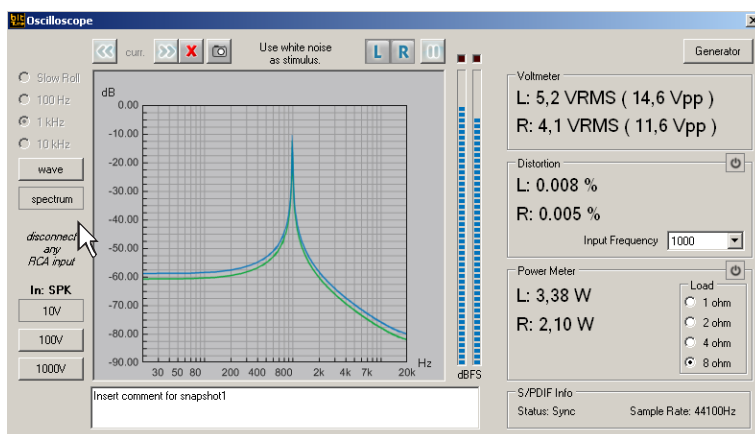 bit Tune Oscilloscope
curr.
X
Use white noise
as stimulus.
L R
Generator
Slow Roll
100 Hz
1 kHz
10 kHz
wave
spectrum
disconnect
any
RCA input
In: SPK
10V
100V
1000V
dB
0.00
-10.00
-20.00
-30.00
-40.00
-50.00
-60.00
-70.00
-80.00
-90.00
30 50 80 200 400 800 2k 4k 7k 20k
Hz
dBFS
Insert comment for snapshot1
Voltmeter
L: 5,2 VRMS ( 14,6 Vpp )
R: 4,1 VRMS ( 11,6 Vpp )
Distortion
L: 0.008 %
R: 0.005 %
Input Frequency 1000
Power Meter
L: 3,38 W
R: 2,10 W
Load
1 ohm
2 ohm
4 ohm
8 ohm
S/PDIF Info
Status: Sync Sample Rate: 44100Hz